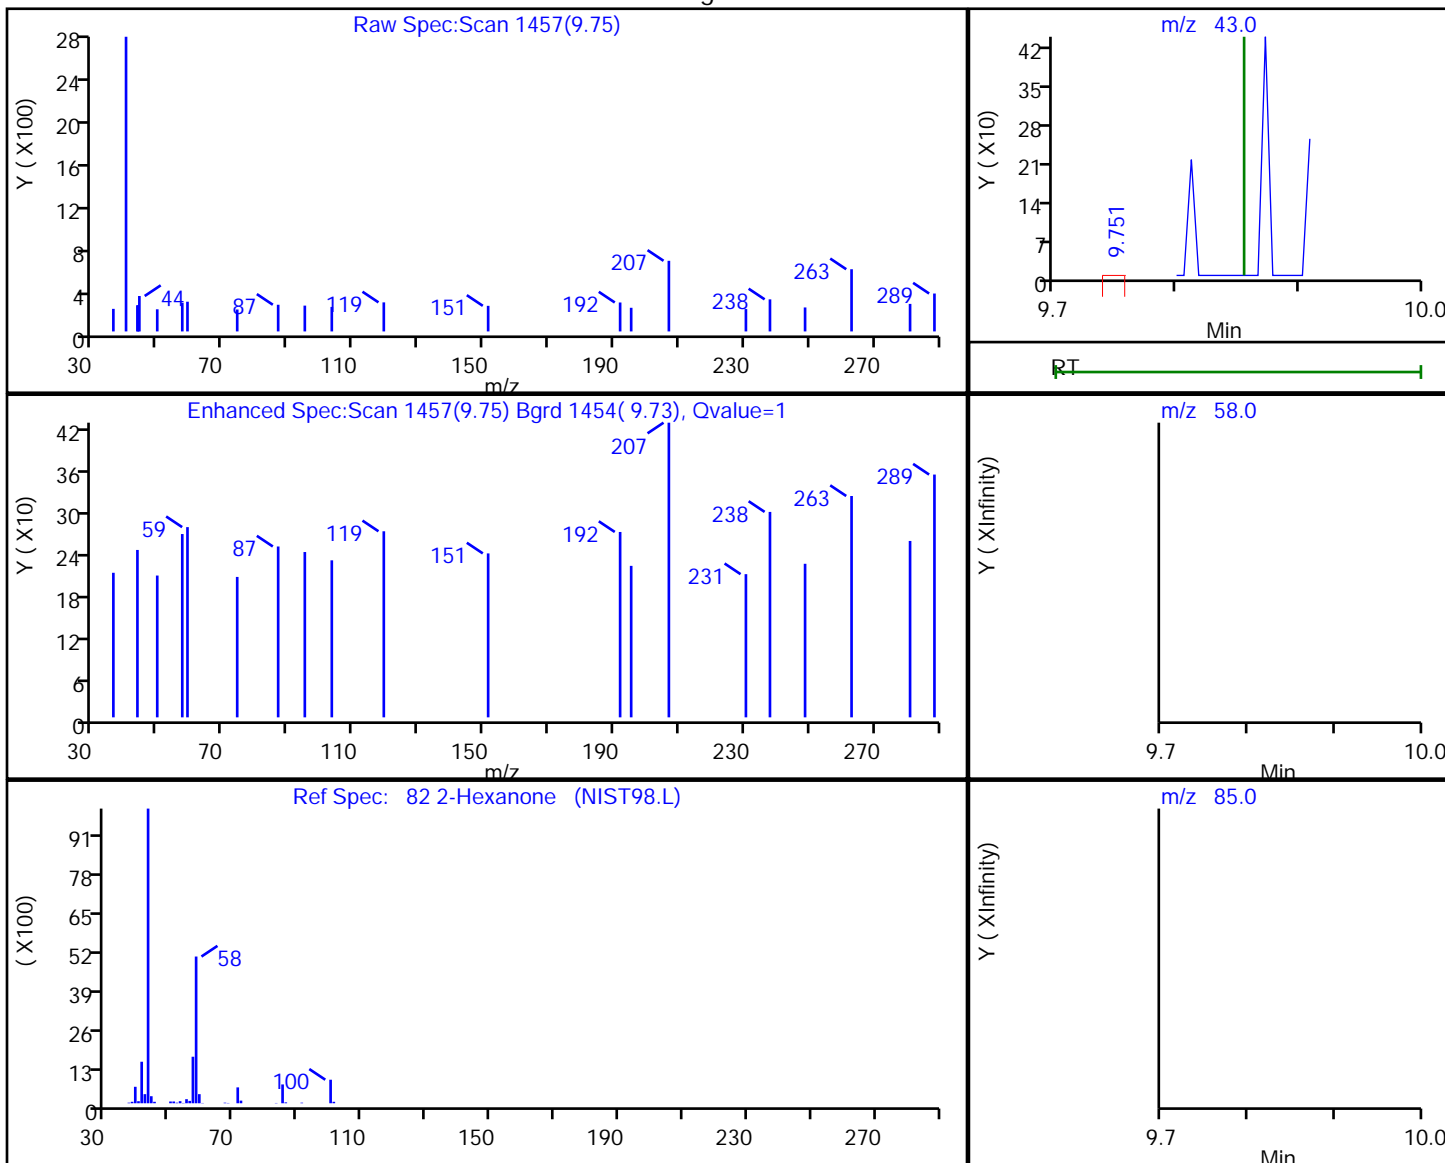 Raw Spec:Scan 1457(9.75)
28
24
20
16
12
8
4
0
Y ( X100)
44
87
119
151
192
207
238
263
289
30 70 110 150 190 230 270
m/z
m/z 43.0
42
35
28
21
14
7
0
Y ( X10)
9.751
9.7 10.0
Min
RT
Enhanced Spec:Scan 1457(9.75) Bgrd 1454( 9.73), Qvalue=1
42
36
30
24
18
12
6
0
Y ( X10)
59
87
119
151
192
207
231
238
263
289
30 70 110 150 190 230 270
m/z
m/z 58.0
Y ( XInfinity)
9.7 10.0
Min
Ref Spec: 82 2-Hexanone (NIST98.L)
91
78
65
52
39
26
13
0
( X100)
58
100
30 70 110 150 190 230 270
m/z 85.0
Y ( XInfinity)
9.7 10.0
Min